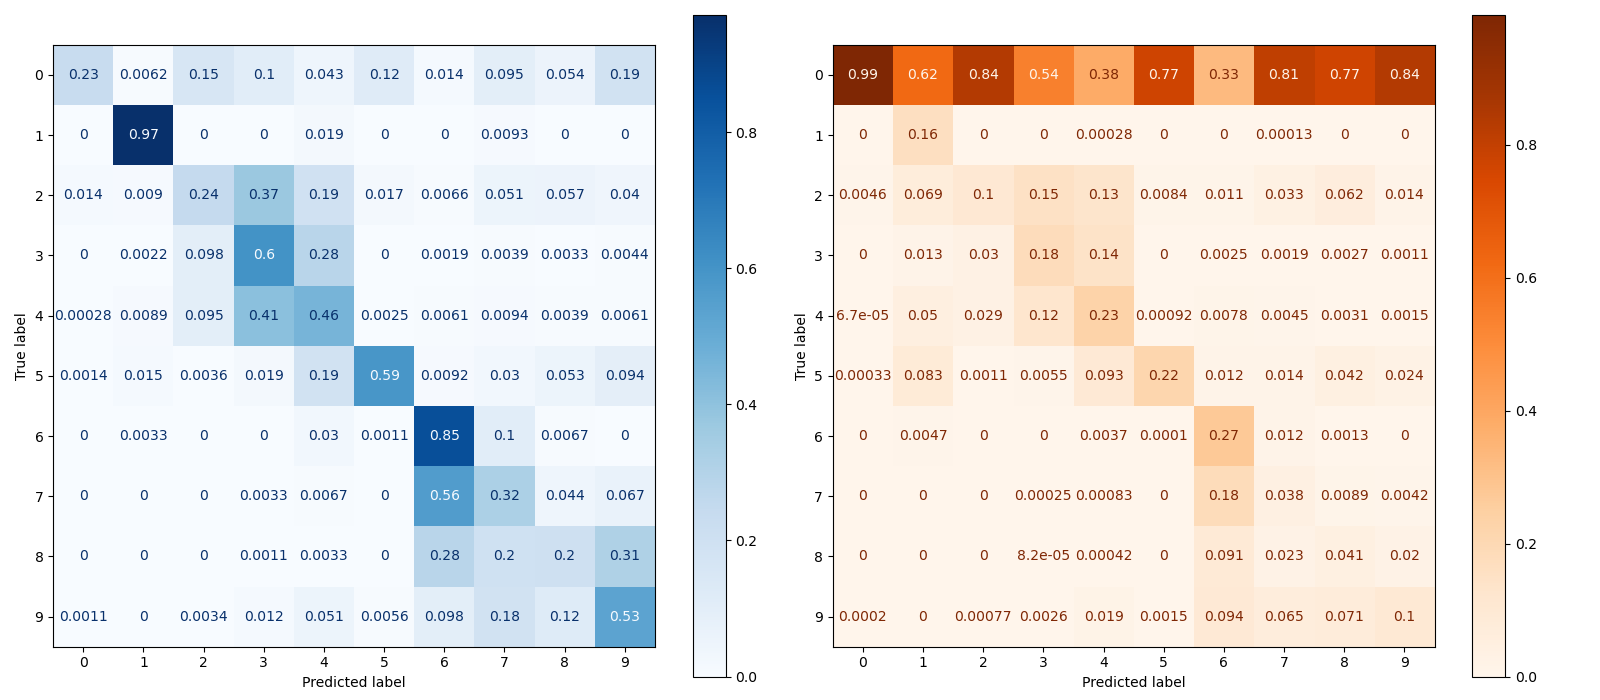 0 0.23 0.0062 0.15 0.1 0.043 0.12 0.014 0.095 0.054 0.19
1 0 0.97 0 0 0.019 0 0 0.0093 0 0
2 0.014 0.009 0.24 0.37 0.19 0.017 0.0066 0.051 0.057 0.04
3 0 0.0022 0.098 0.6 0.28 0 0.0019 0.0039 0.0033 0.0044
4 0.00028 0.0089 0.095 0.41 0.46 0.0025 0.0061 0.0094 0.0039 0.0061
5 0.0014 0.015 0.0036 0.019 0.19 0.59 0.0092 0.03 0.053 0.094
6 0 0.0033 0 0 0.03 0.0011 0.85 0.1 0.0067 0
7 0 0 0 0.0033 0.0067 0 0.56 0.32 0.044 0.067
8 0 0 0 0.0011 0.0033 0 0.28 0.2 0.2 0.31
9 0.0011 0 0.0034 0.012 0.051 0.0056 0.098 0.18 0.12 0.53
0 1 2 3 4 5 6 7 8 9
Predicted label
True label
0.8
0.6
0.4
0.2
0.0
0 0.99 0.62 0.84 0.54 0.38 0.77 0.33 0.81 0.77 0.84
1 0 0.16 0 0 0.00028 0 0 0.00013 0 0
2 0.0046 0.069 0.1 0.15 0.13 0.0084 0.011 0.033 0.062 0.014
3 0 0.013 0.03 0.18 0.14 0 0.0025 0.0019 0.0027 0.0011
4 6.7e-05 0.05 0.029 0.12 0.23 0.00092 0.0078 0.0045 0.0031 0.0015
5 0.00033 0.083 0.0011 0.0055 0.093 0.22 0.012 0.014 0.042 0.024
6 0 0.0047 0 0 0.0037 0.0001 0.27 0.012 0.0013 0
7 0 0 0 0.00025 0.00083 0 0.18 0.038 0.0089 0.0042
8 0 0 0 8.2e-05 0.00042 0 0.091 0.023 0.041 0.02
9 0.0002 0 0.00077 0.0026 0.019 0.0015 0.094 0.065 0.071 0.1
0 1 2 3 4 5 6 7 8 9
Predicted label
True label
0.8
0.6
0.4
0.2
0.0